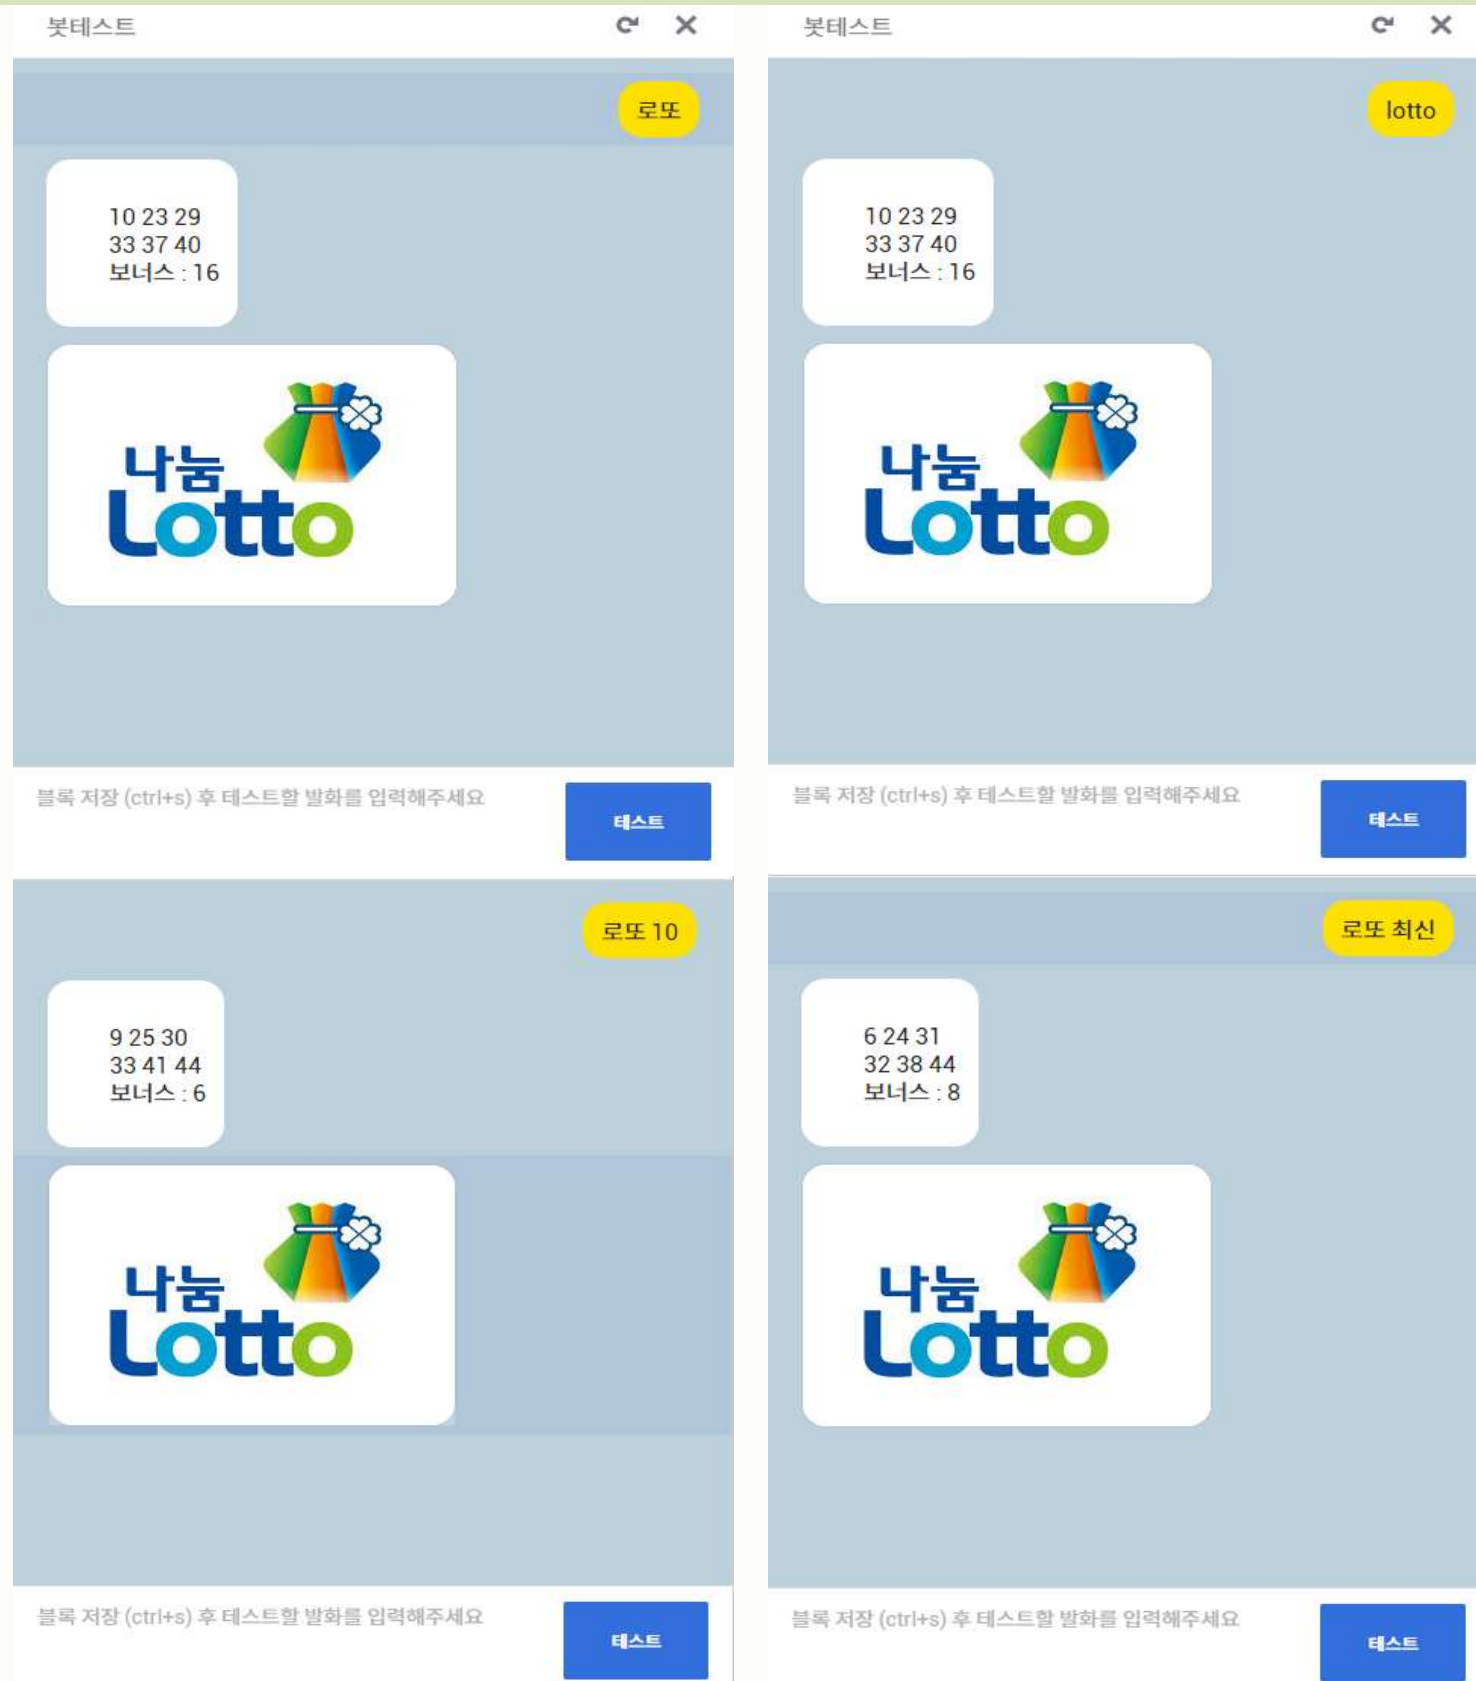 봇테스트
로또
10 23 29
33 37 40
보너스 : 16
나눔
Lotto
블록 저장 (ctrl+s) 후 테스트할 발화를 입력해주세요
테스트
봇테스트
lotto
10 23 29
33 37 40
보너스 : 16
나눔
Lotto
블록 저장 (ctrl+s) 후 테스트할 발화를 입력해주세요
테스트
로또 10
9 25 30
33 41 44
보너스 : 6
나눔
Lotto
블록 저장 (ctrl+s) 후 테스트할 발화를 입력해주세요
테스트
로또 최신
6 24 31
32 38 44
보너스 : 8
나눔
Lotto
블록 저장 (ctrl+s) 후 테스트할 발화를 입력해주세요
테스트